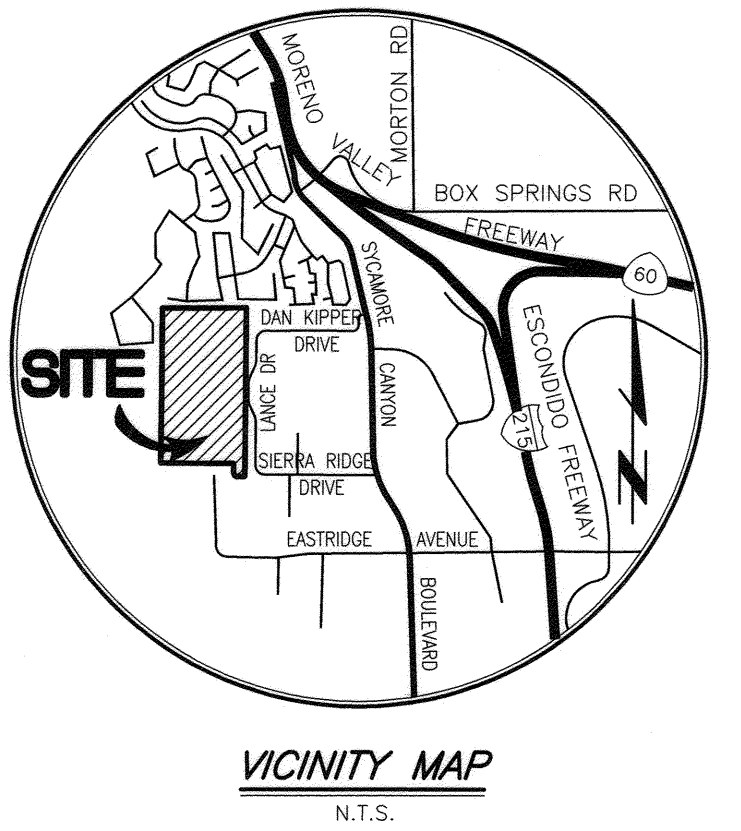 MORENO
VALLEY
FREEWAY
MORTON RD
BOX SPRINGS RD
60
SYCAMORE
CANYON
BOULEVARD
DAN KIPPER
DRIVE
LANCE DR
SITE
SIERRA RIDGE
DRIVE
ESCONDIDO FREEWAY
215
N
EASTRIDGE AVENUE
VICINITY MAP
N.T.S.